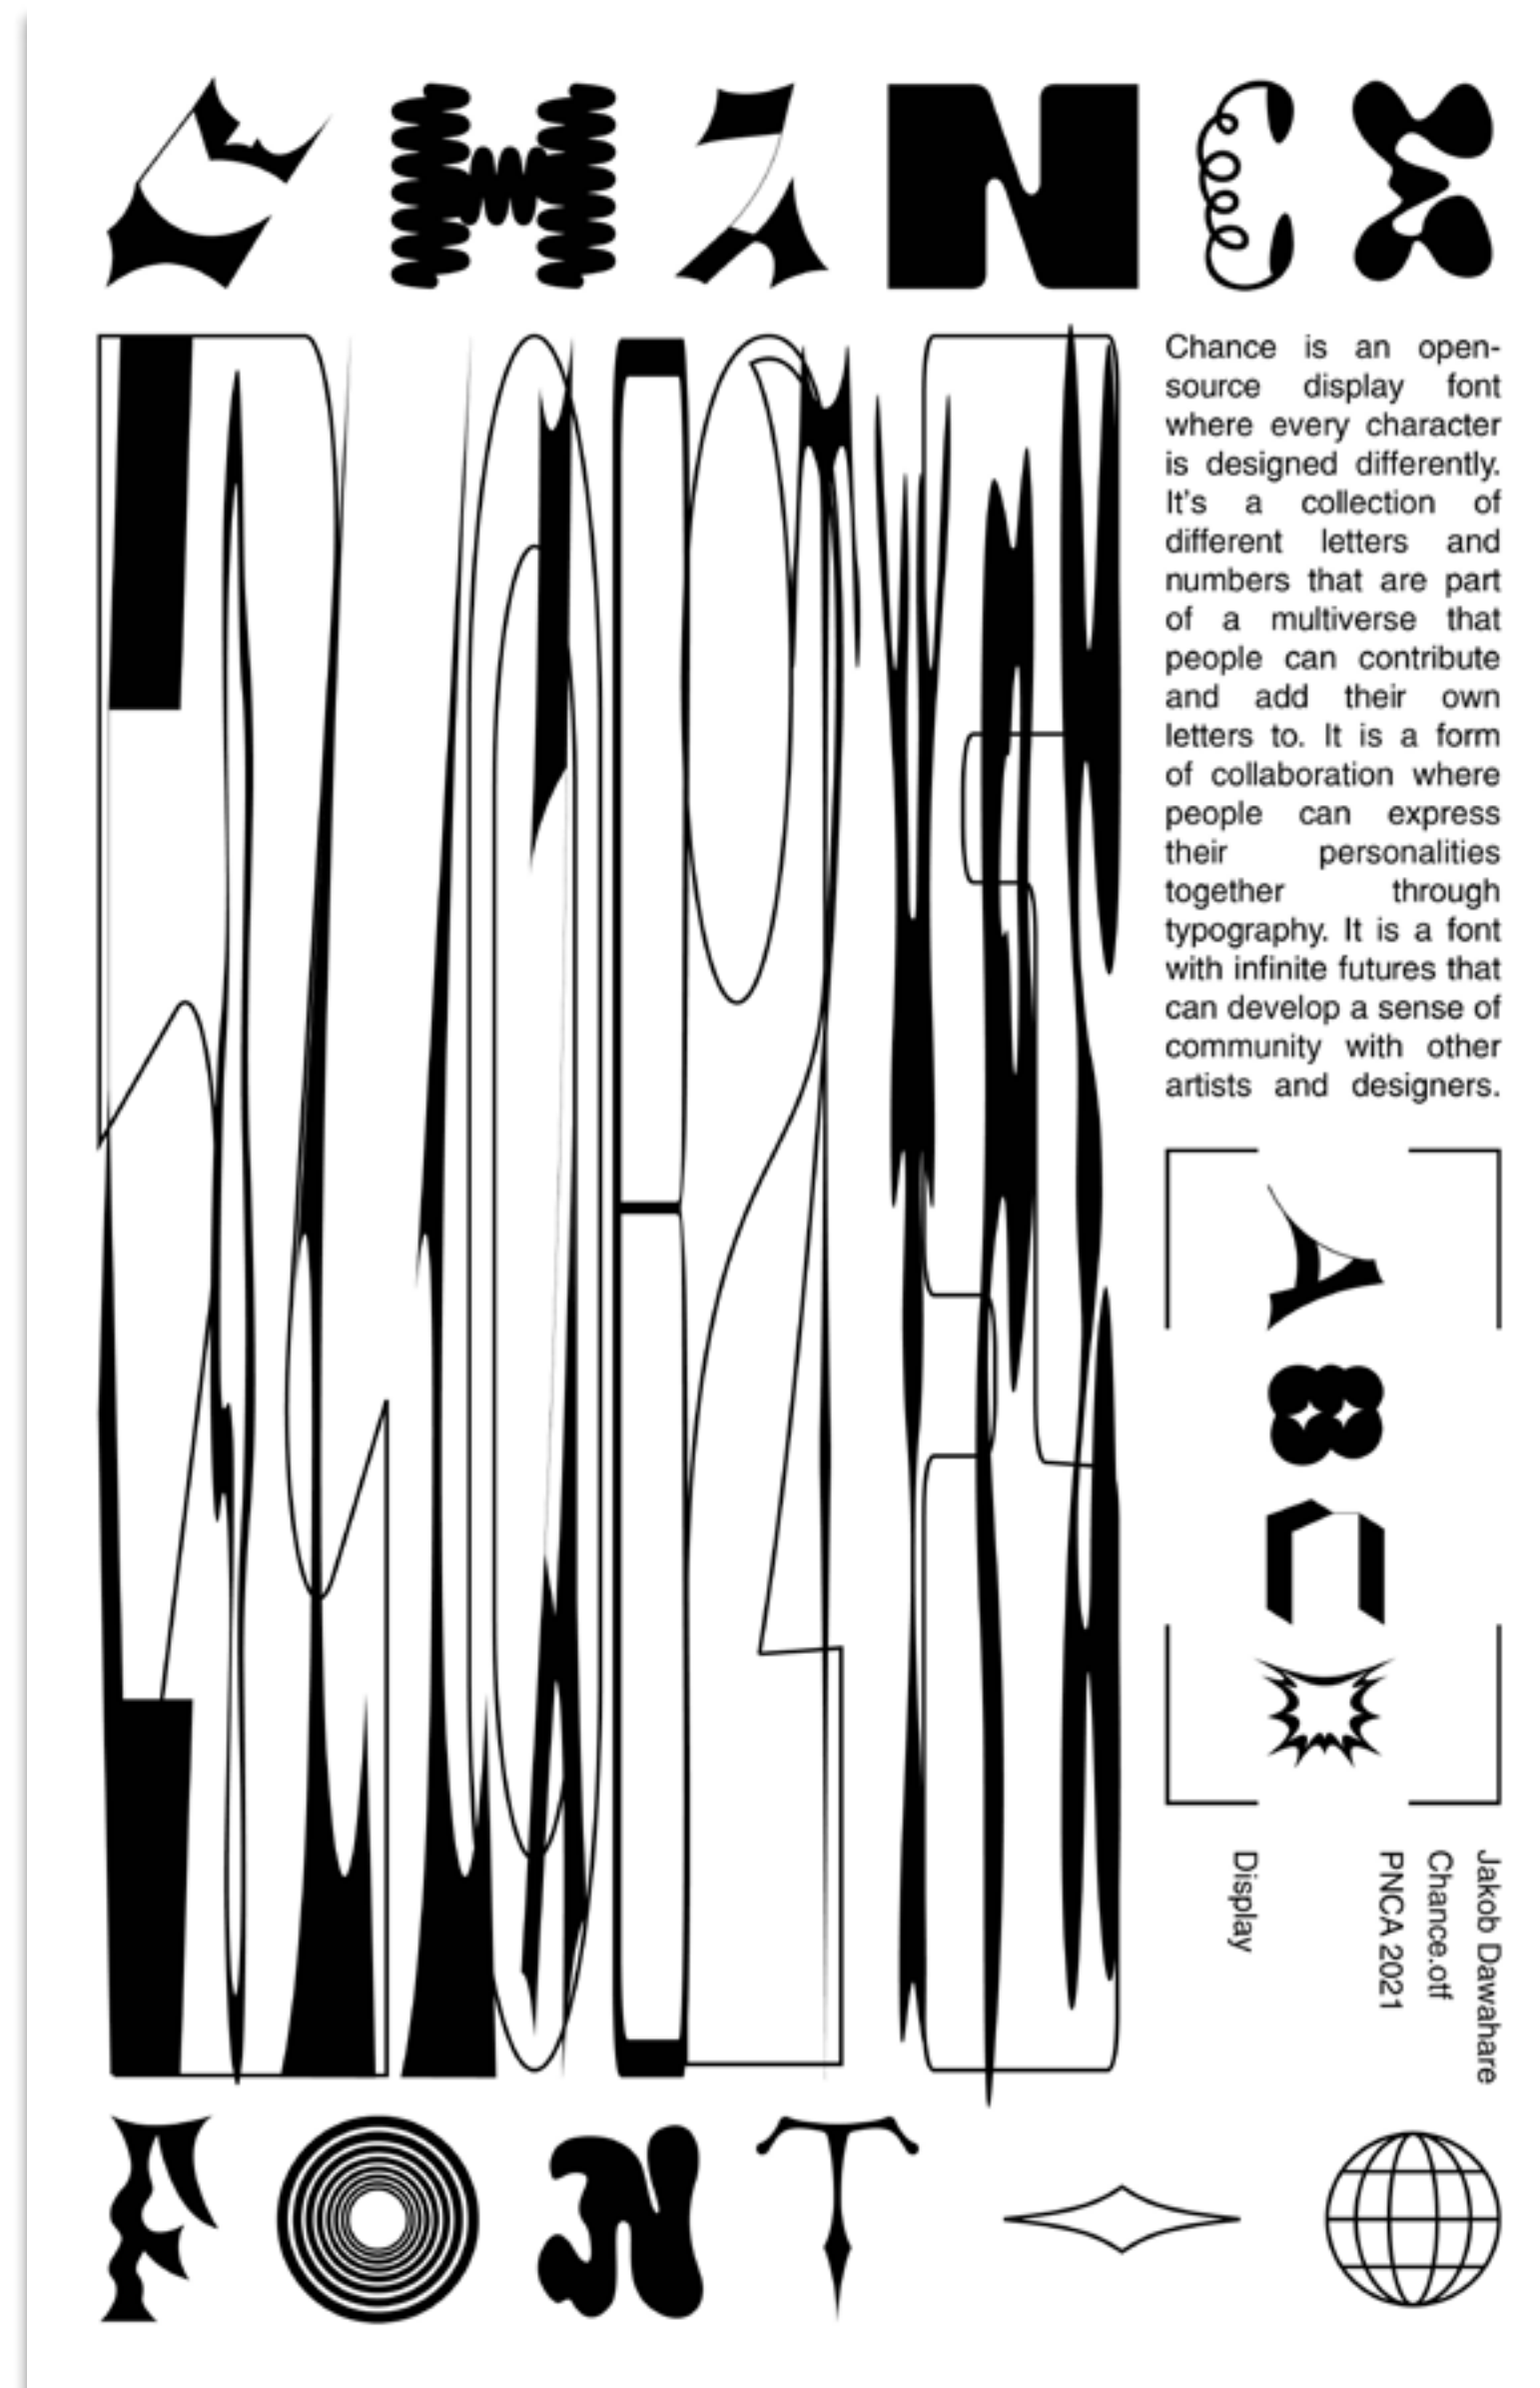 CHANCE
Chance is an open-
source display font
where every character
is designed differently.
It's a collection of
different letters and
numbers that are part
of a multiverse that
people can contribute
and add their own
letters to. It is a form
of collaboration where
people can express
their personalities
together through
typography. It is a font
with infinite futures that
can develop a sense of
community with other
artists and designers.
Jakob Dawahare
Chance.otf
PNCA 2021
Display
FONT